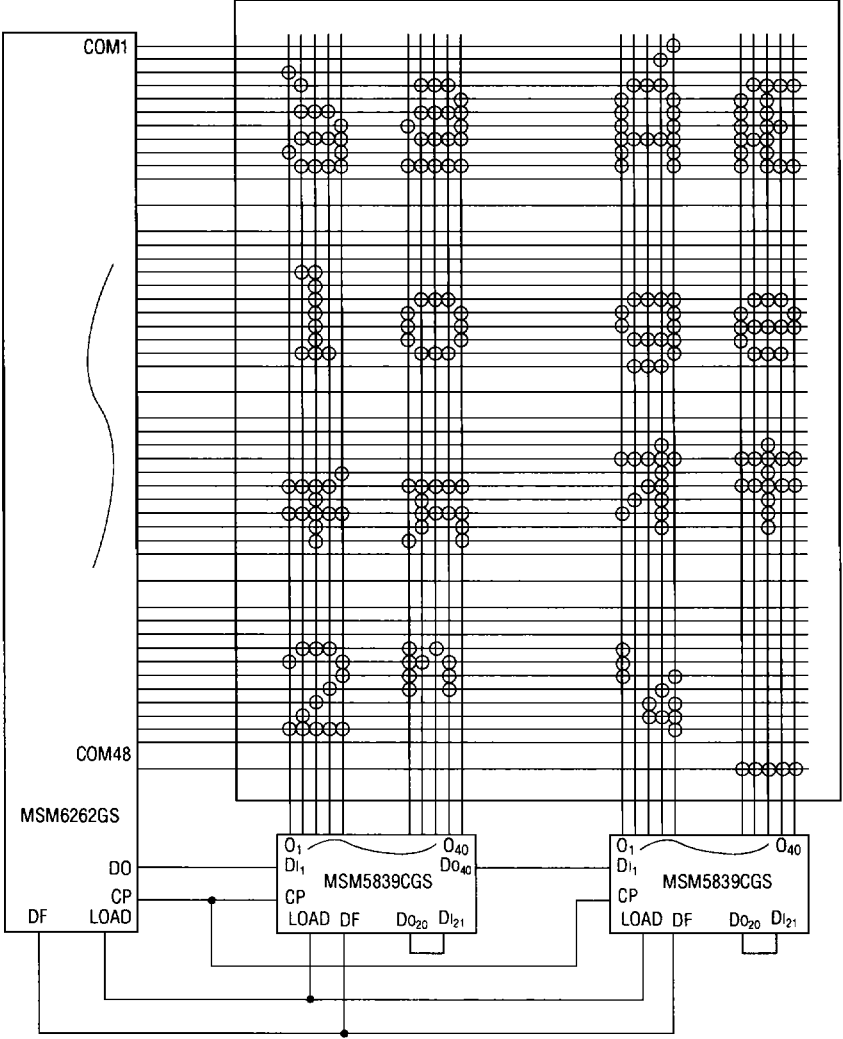 COM1
COM48
MSM6262GS
DO
CP
DF LOAD
O1 O40
DI1 DO40
MSM5839CGS
CP
LOAD DF DO20 DI21
O1 O40
DI1
MSM5839CGS
CP
LOAD DF DO20 DI21